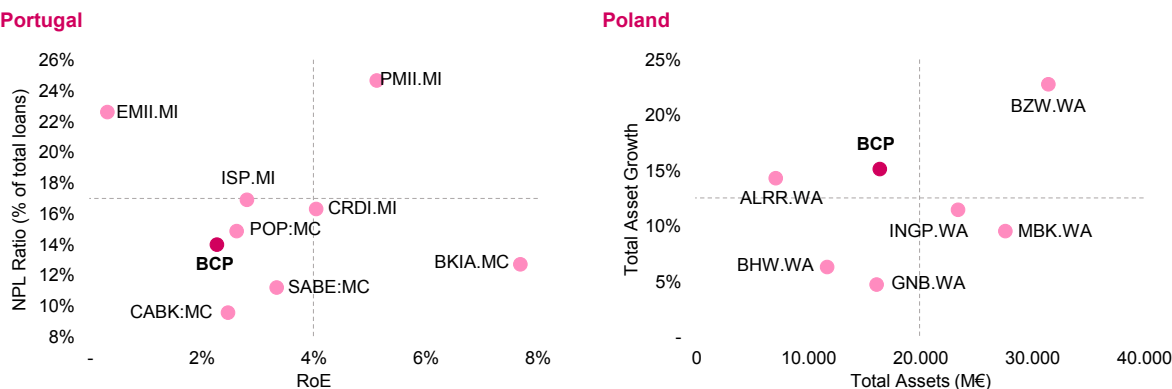 Portugal
NPL Ratio (% of total loans)
26%
24%
22%
20%
18%
16%
14%
12%
10%
8%
PMII.MI
EMII.MI
ISP.MI
CRDI.MI
POP:MC
BCP
BKIA.MC
SABE:MC
CABK:MC
-
2%
4%
6%
8%
RoE
Poland
Total Asset Growth
25%
20%
15%
10%
5%
-
BZW.WA
BCP
ALRR.WA
INGP.WA
MBK.WA
BHW.WA
GNB.WA
0
10.000
20.000
30.000
40.000
Total Assets (M€)